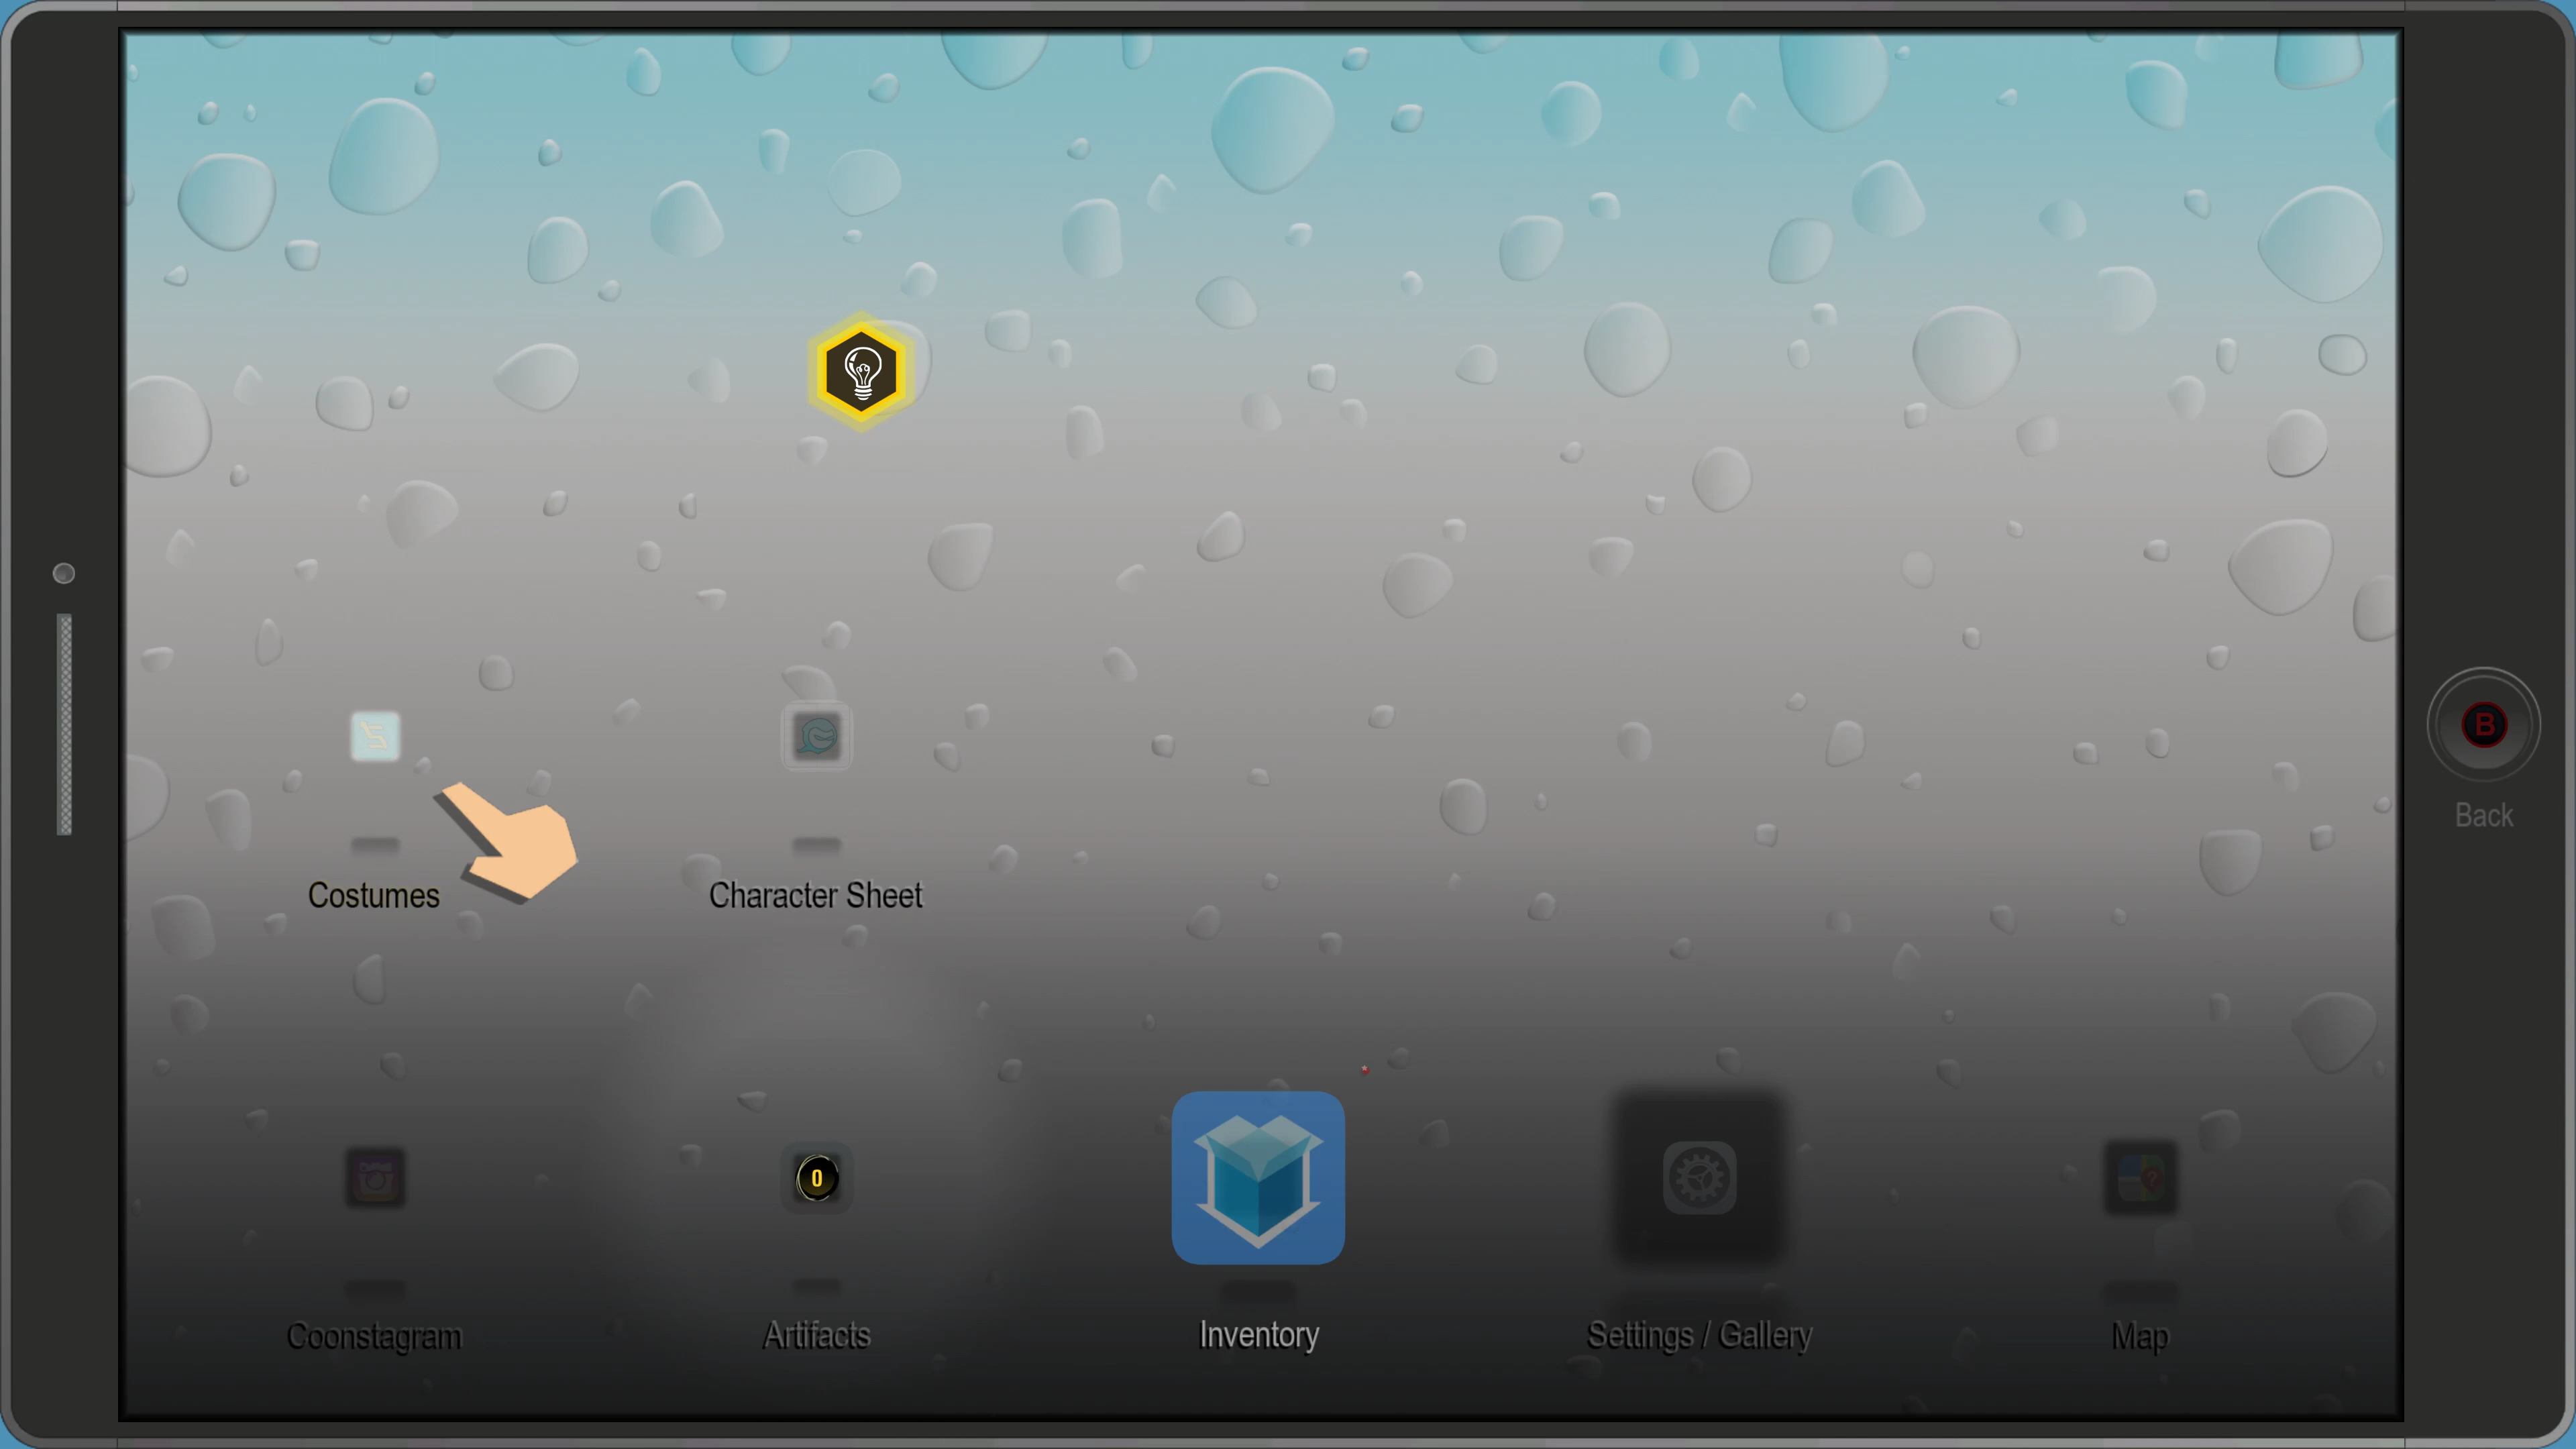 B
Back
Costumes
Character Sheet
0
Coonstagram
Artifacts
Inventory
Settings / Gallery
Map